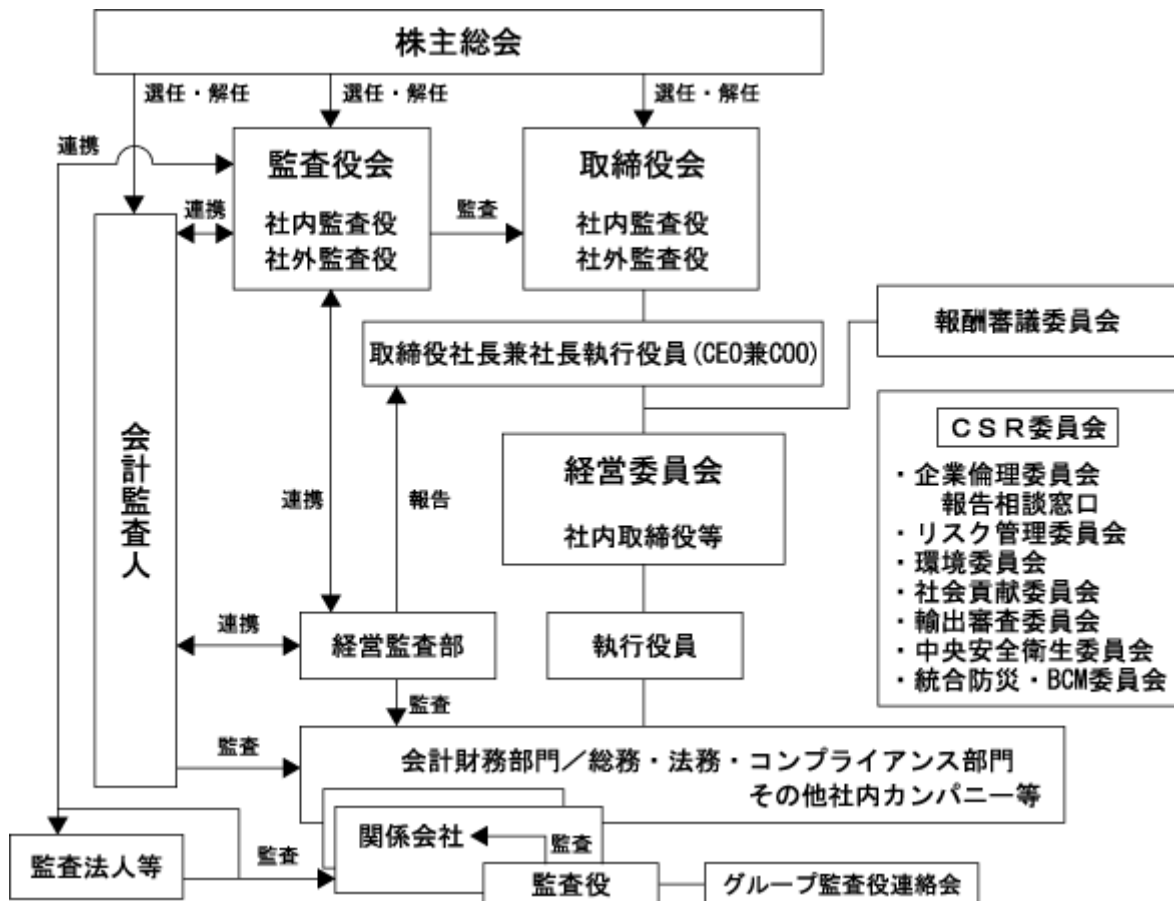 株主総会
選任・解任
選任・解任
選任・解任
連携
監査役会
社内監査役
社外監査役
連携
監査
取締役会
社内監査役
社外監査役
報酬審議委員会
取締役社長兼社長執行役員(CEO兼COO)
CSR委員会
・企業倫理委員会
報告相談窓口
・リスク管理委員会
・環境委員会
・社会貢献委員会
・輸出審査委員会
・中央安全衛生委員会
・統合防災・BCM委員会
会計監査人
経営委員会
社内取締役等
連携
報告
連携
経営監査部
執行役員
監査
監査
会計財務部門/総務・法務・コンプライアンス部門
その他社内カンパニー等
関係会社
監査
監査法人等
監査
監査役
グループ監査役連絡会